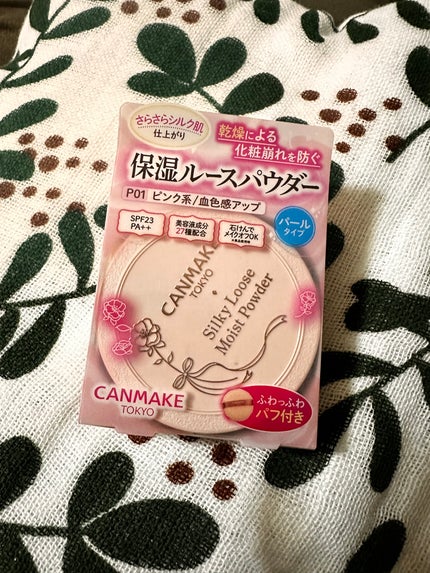 さらさらシルク肌
仕上がり
乾燥による
化粧崩れを防ぐ
保湿ルースパウダー
P01 ピンク系/血色感アップ
SPF23
PA++
美容液成分
27種配合
石けんで
メイクオフOK
パール
タイプ
CANMAKE
TOKYO
Silky Loose
Moist Powder
CANMAKE
TOKYO
ふわっふわ
パフ付き